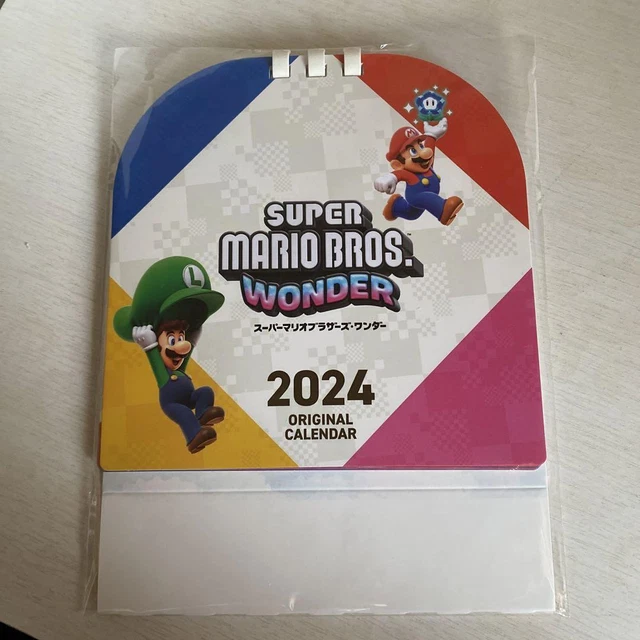 SUPER
MARIO BROS.
WONDER
スーパーマリオブラザーズ・ワンダー
2024
ORIGINAL
CALENDAR
L
M